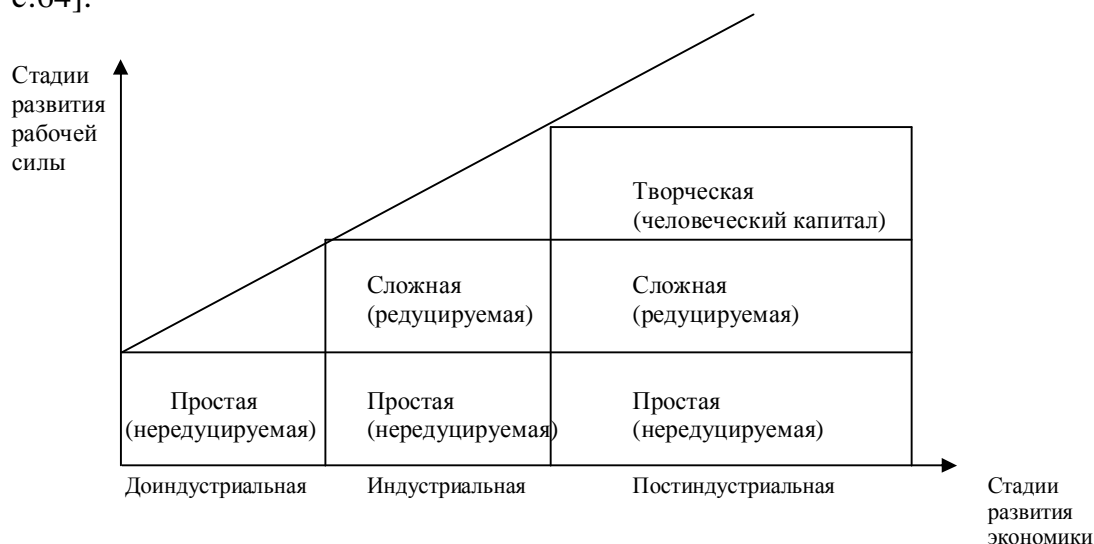 с.64].
Стадии
развития
рабочей
силы
Творческая
(человеческий капитал)
Сложная
(редуцируемая)
Сложная
(редуцируемая)
Простая
(нередуцируемая)
Простая
(нередуцируемая)
Простая
(нередуцируемая)
Доиндустриальная
Индустриальная
Постиндустриальная
Стадии
развития
экономики